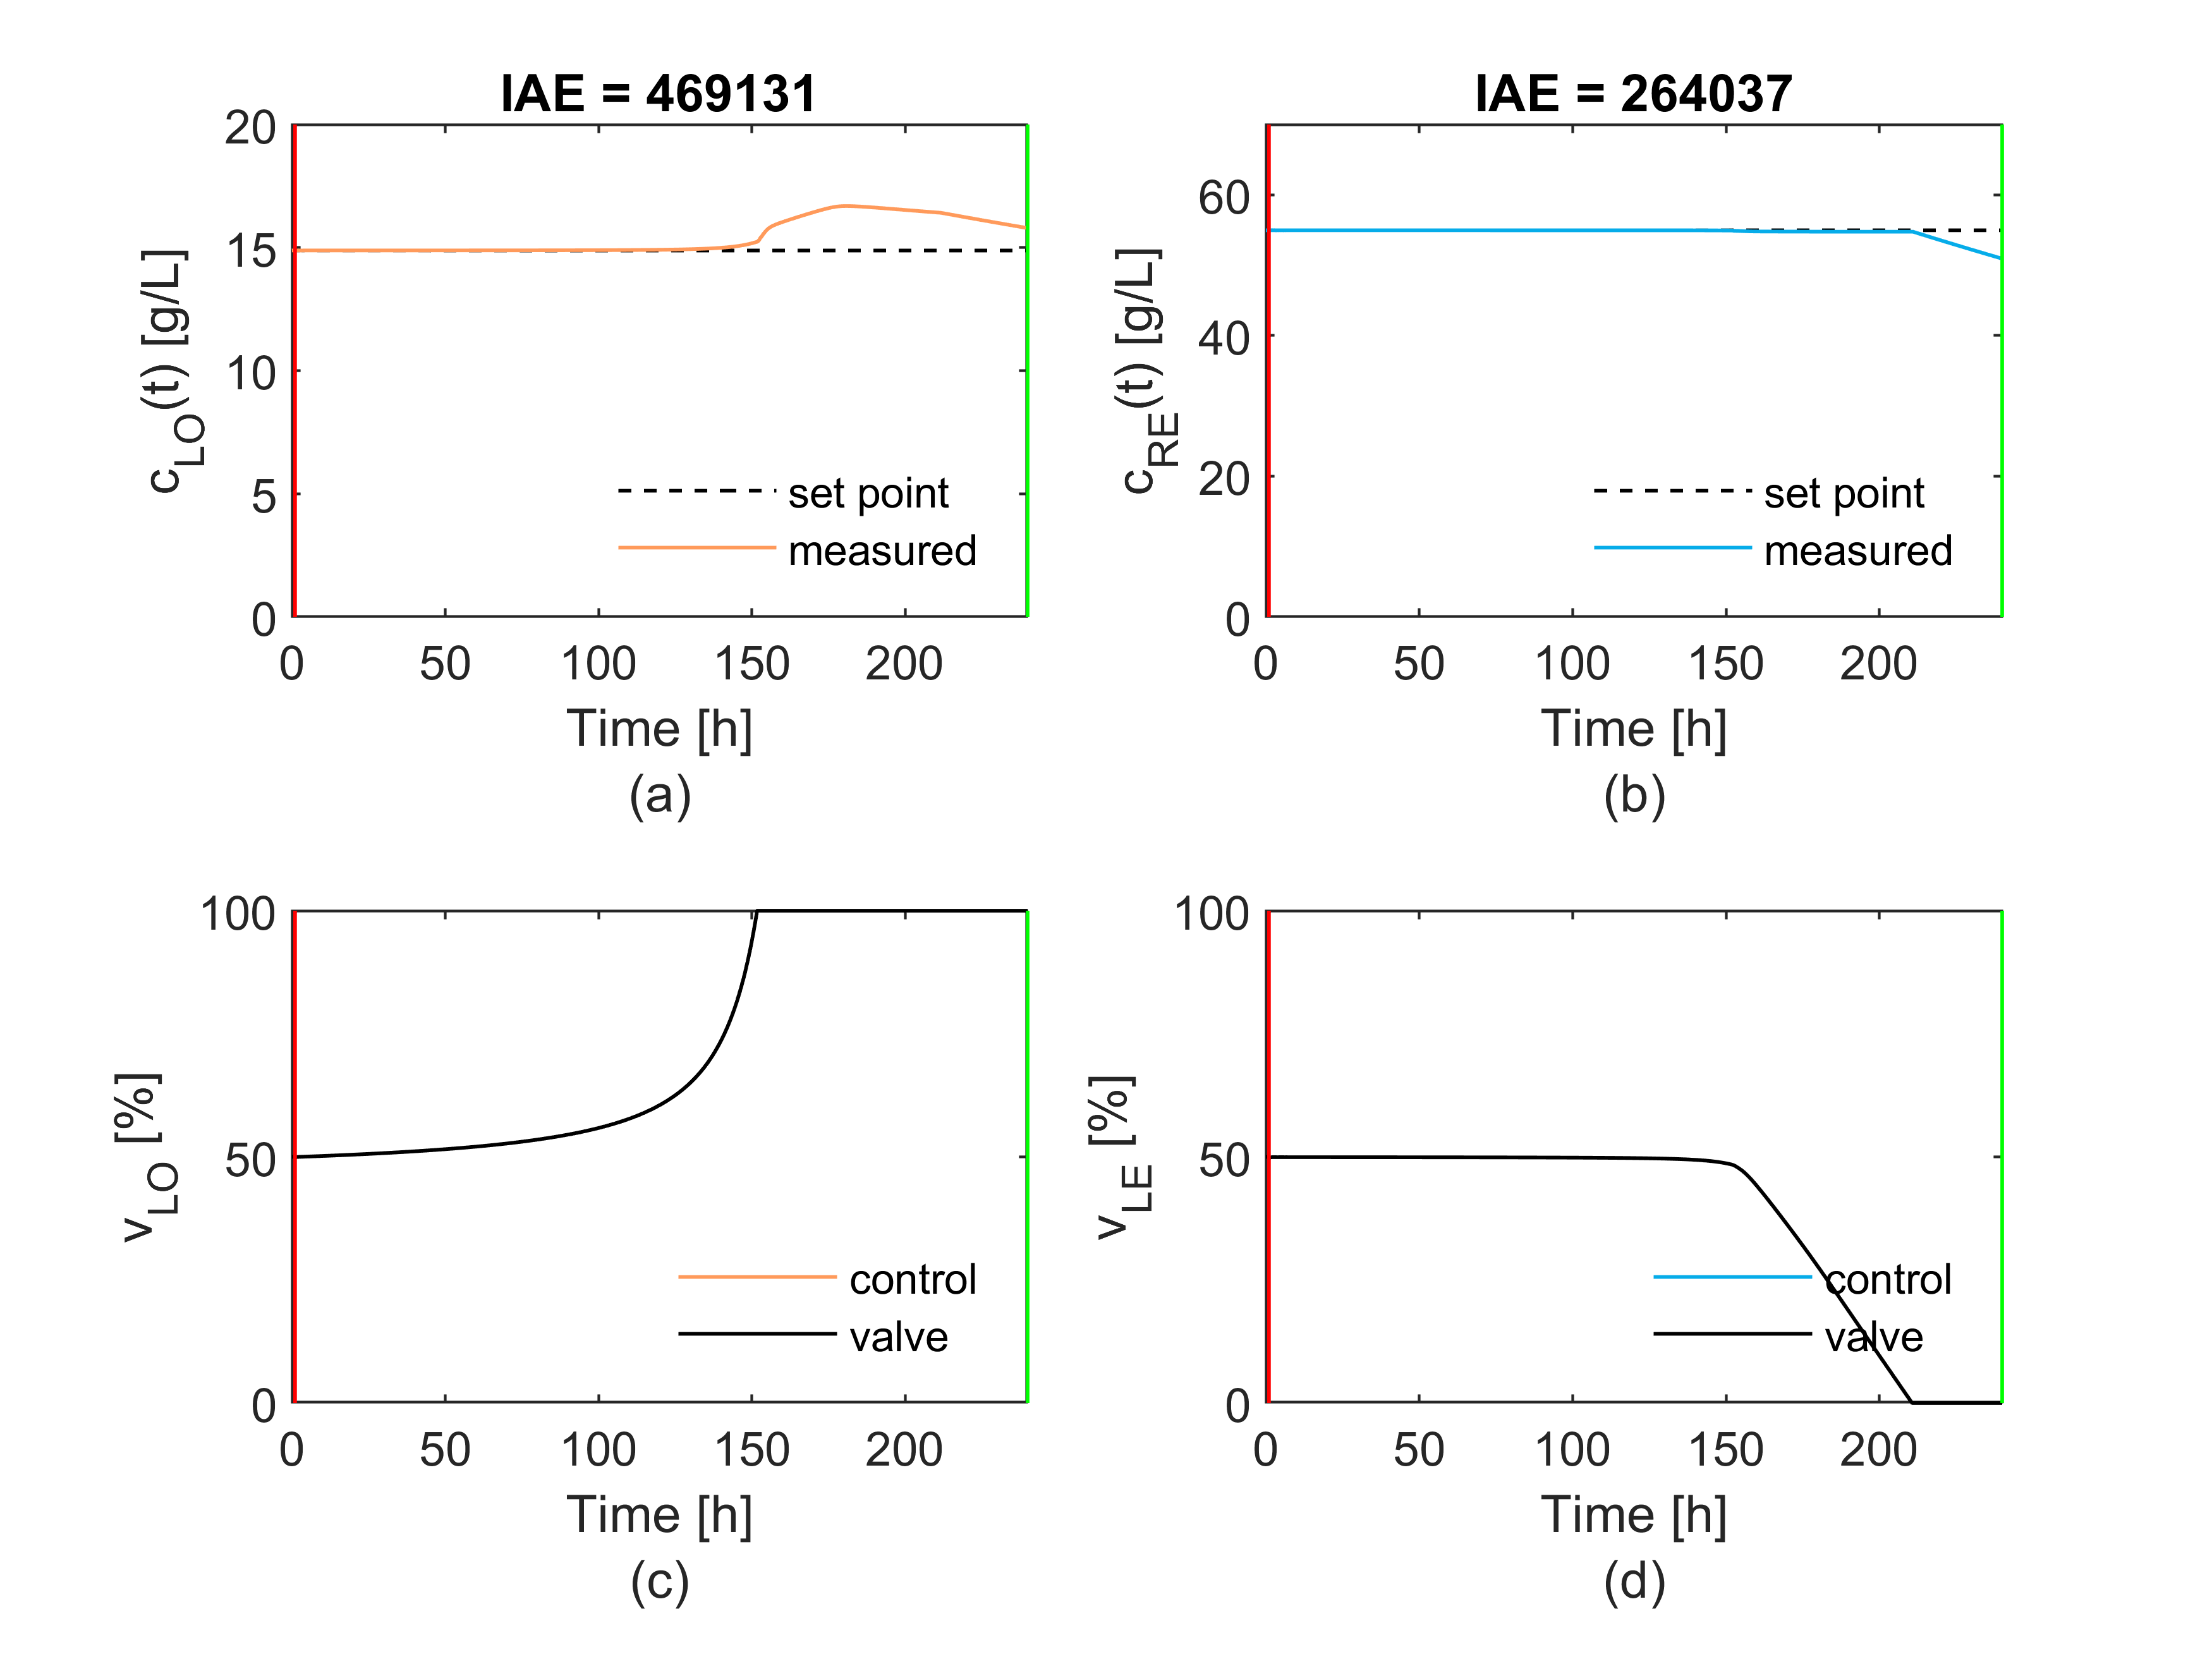 IAE = 469131
20
15
10
5
0
c_LO(t) [g/L]
set point
measured
0 50 100 150 200
Time [h]
(a)
IAE = 264037
60
40
20
0
c_RE(t) [g/L]
set point
measured
0 50 100 150 200
Time [h]
(b)
100
50
0
v_LO [%]
control
valve
0 50 100 150 200
Time [h]
(c)
100
50
0
v_LE [%]
control
valve
0 50 100 150 200
Time [h]
(d)